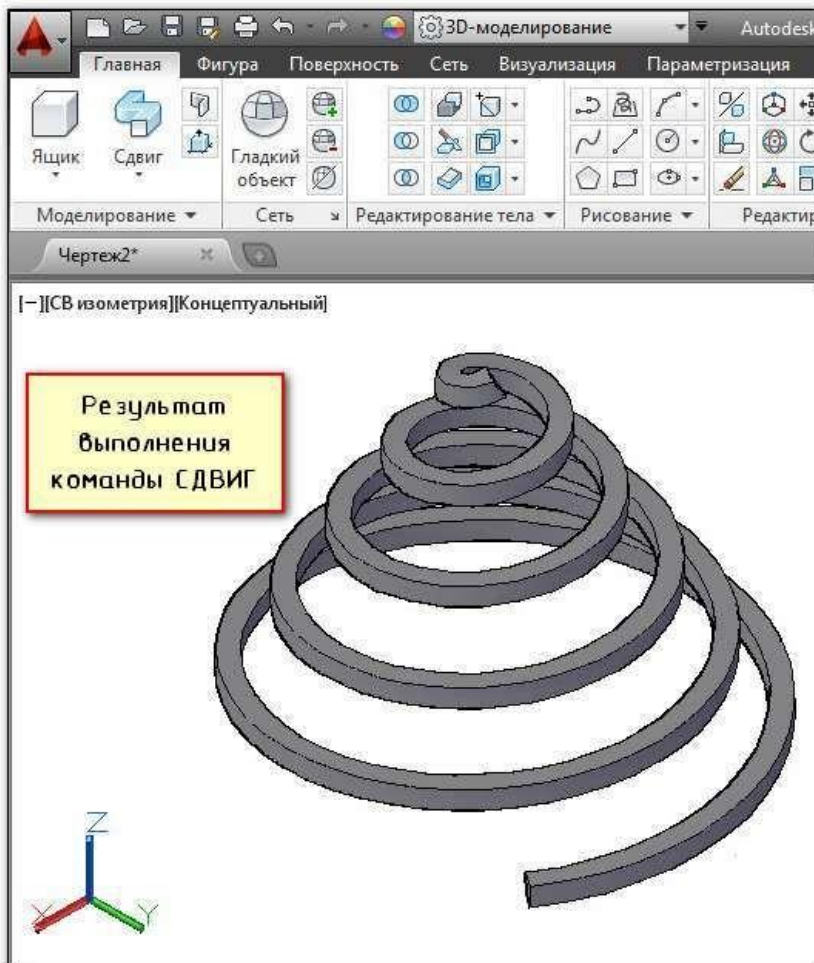 3D-моделирование Autodesk
Главная Фигура Поверхность Сеть Визуализация Параметризация
Ящик Сдвиг Гладкий
объект
Моделирование Сеть Редактирование тела Рисование Редактир
Чертеж2*
[−][СВ изометрия][Концептуальный]
Результат
выполнения
команды СДВИГ
Z
X Y